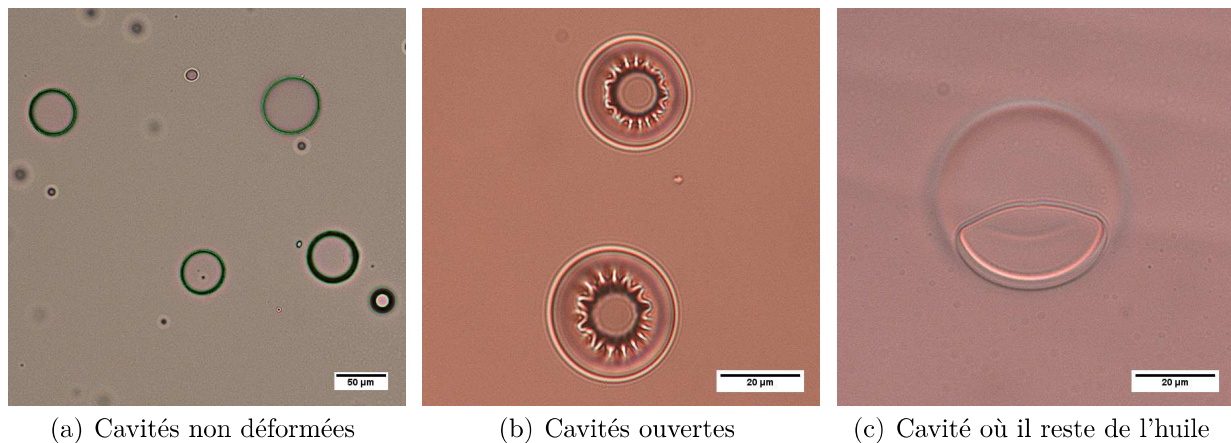 50 µm
20 µm
20 µm
(a) Cavités non déformées
(b) Cavités ouvertes
(c) Cavité où il reste de l'huile